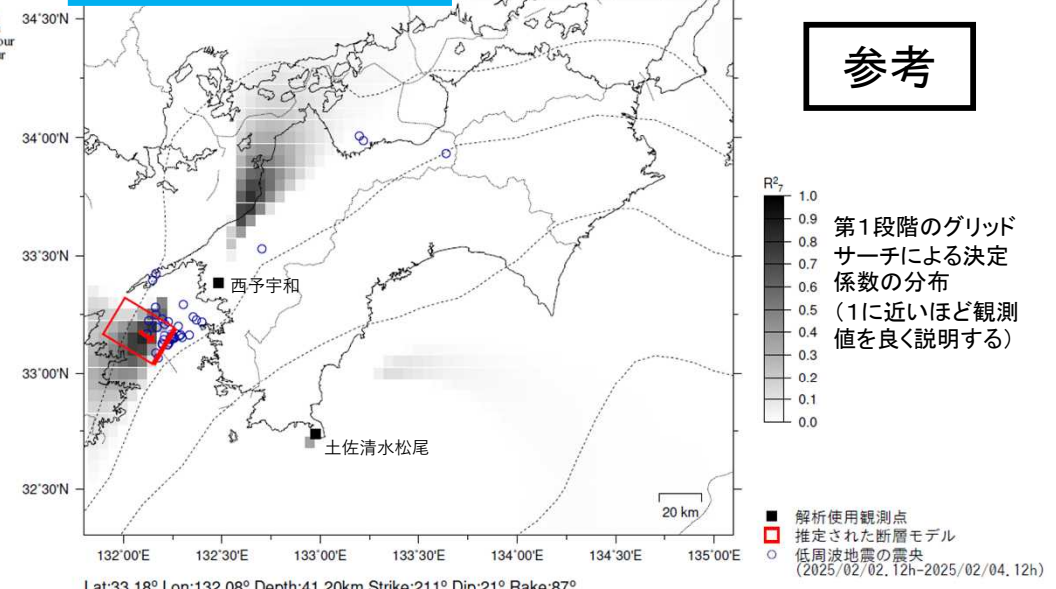 34˚30'N
our
r
参考
34˚00'N
R²₇
1.0
0.9
0.8
0.7
0.6
0.5
0.4
0.3
0.2
0.1
0.0
第1段階のグリッド
サーチによる決定
係数の分布
(1に近いほど観測
値を良く説明する)
33˚30'N
西予宇和
33˚00'N
土佐清水松尾
32˚30'N
20 km
132˚00'E
132˚30'E
133˚00'E
133˚30'E
134˚00'E
134˚30'E
135˚00'E
解析使用観測点
推定された断層モデル
低周波地震の震央
(2025/02/02.12h-2025/02/04.12h)
Lat:33.18° Lon:132.08° Depth:41.20km Strike:211° Dip:21° Rake:87°